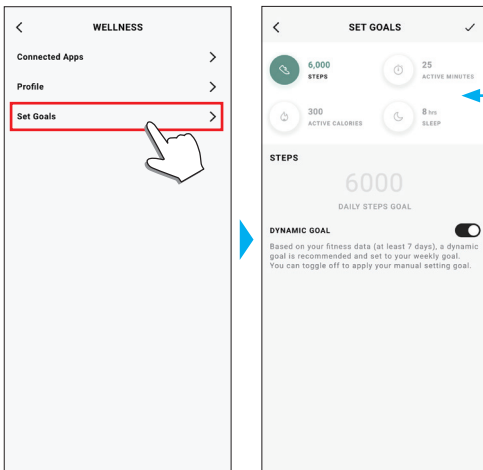 WELLNESS
Connected Apps
Profile
Set Goals
SET GOALS
6,000
STEPS
25
ACTIVE MINUTES
300
ACTIVE CALORIES
8 hrs
SLEEP
STEPS
6000
DAILY STEPS GOAL
DYNAMIC GOAL
Based on your fitness data (at least 7 days), a dynamic
goal is recommended and set to your weekly goal.
You can toggle off to apply your manual setting goal.